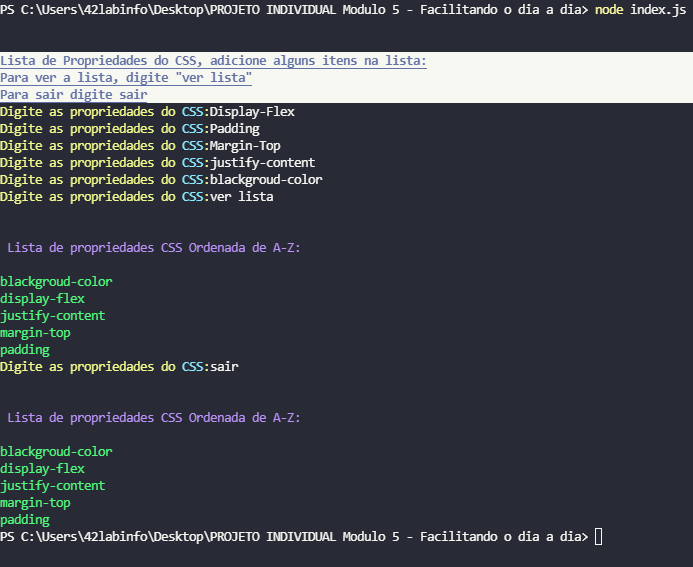 PS C:\Users\42labinfo\Desktop\PROJETO INDIVIDUAL Modulo 5 - Facilitando o dia a dia> node index.js
Lista de Propriedades do CSS, adicione alguns itens na lista:
Para ver a lista, digite "ver lista"
Para sair digite sair
Digite as propriedades do CSS:Display-Flex
Digite as propriedades do CSS:Padding
Digite as propriedades do CSS:Margin-Top
Digite as propriedades do CSS:justify-content
Digite as propriedades do CSS:blackgroud-color
Digite as propriedades do CSS:ver lista
Lista de propriedades CSS Ordenada de A-Z:
blackgroud-color
display-flex
justify-content
margin-top
padding
Digite as propriedades do CSS:sair
Lista de propriedades CSS Ordenada de A-Z:
blackgroud-color
display-flex
justify-content
margin-top
padding
PS C:\Users\42labinfo\Desktop\PROJETO INDIVIDUAL Modulo 5 - Facilitando o dia a dia>